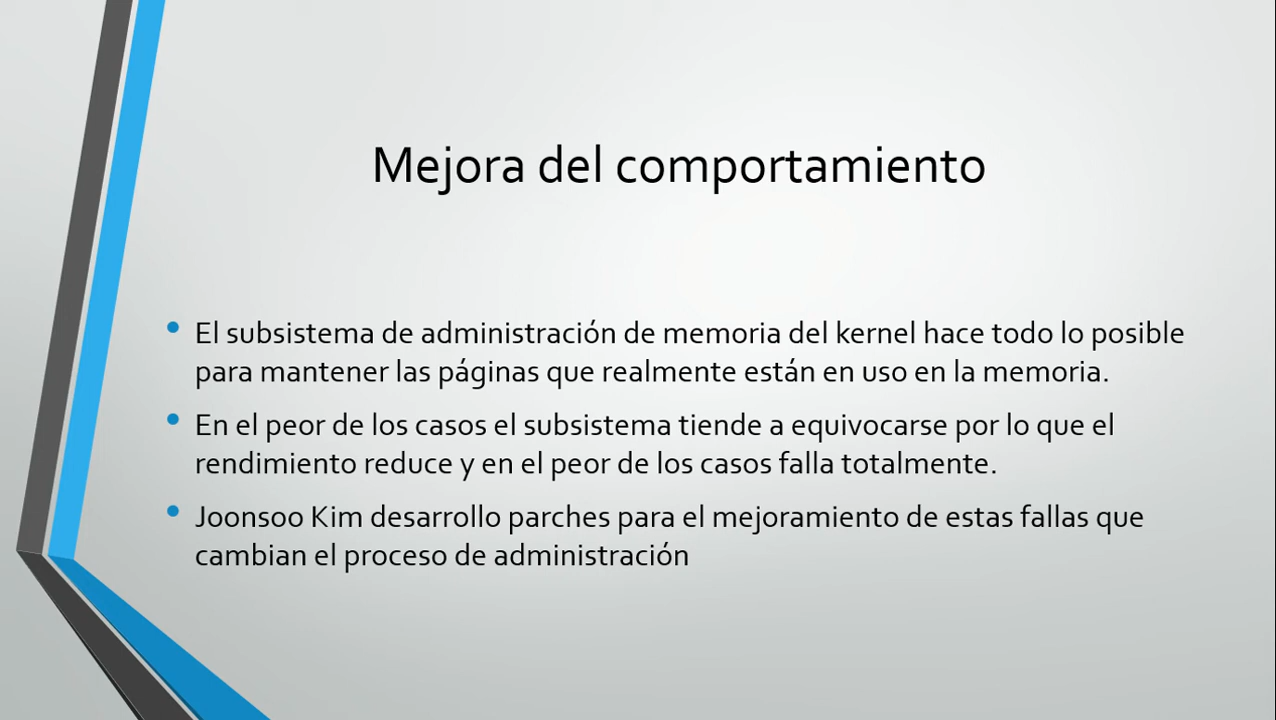 Mejora del comportamiento
• El subsistema de administración de memoria del kernel hace todo lo posible
para mantener las páginas que realmente están en uso en la memoria.
• En el peor de los casos el subsistema tiende a equivocarse por lo que el
rendimiento reduce y en el peor de los casos falla totalmente.
• Joonsoo Kim desarrollo parches para el mejoramiento de estas fallas que
cambian el proceso de administración